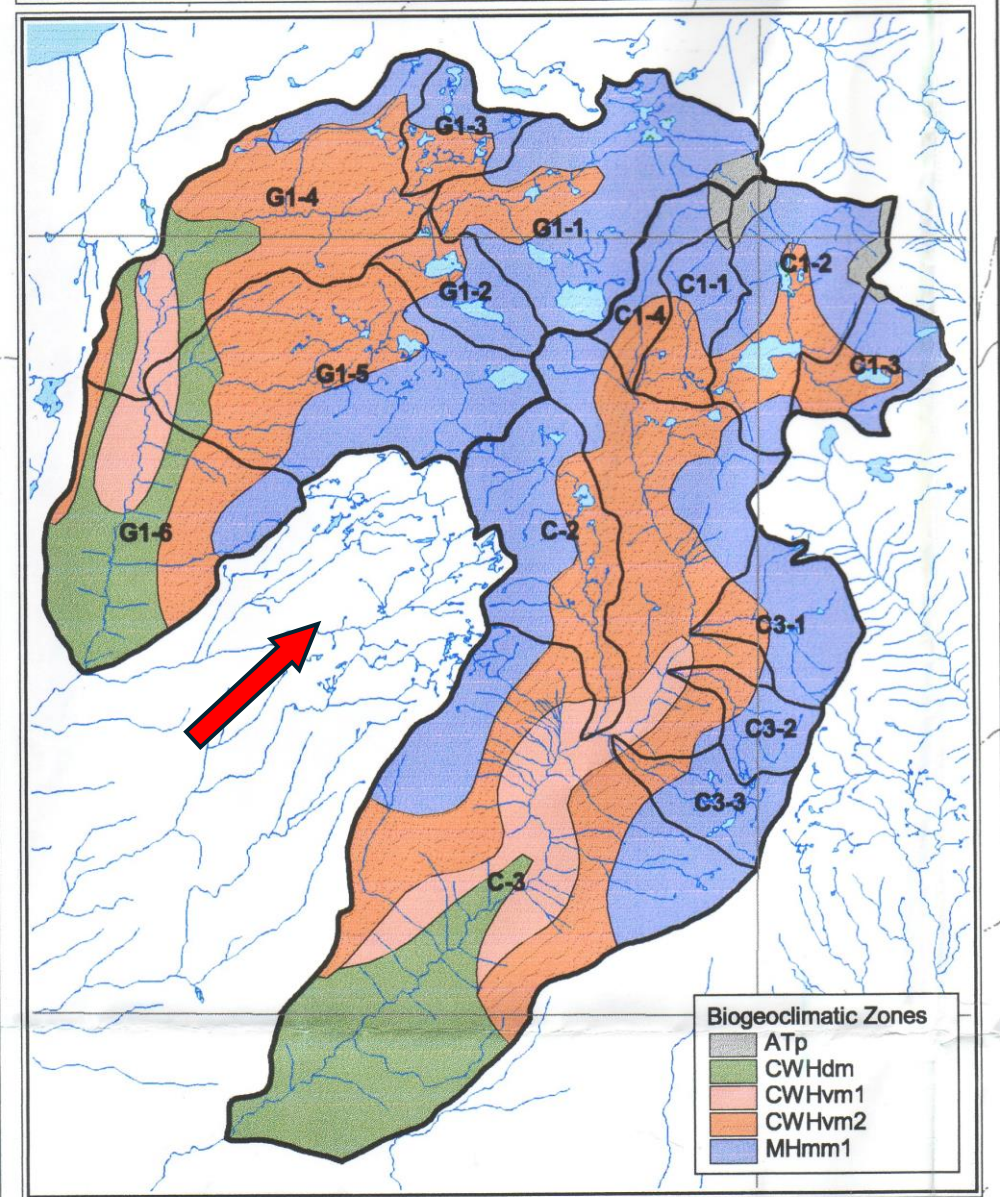 G1-3
G1-4
G1-1
C1-2
G1-2
C1-1
C1-4
G1-5
C1-3
G1-6
C-2
C3-1
C3-2
C3-3
C-3
Biogeoclimatic Zones
ATp
CWHdm
CWHvm1
CWHvm2
MHmm1